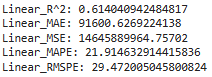 Linear_R^2: 0.614040942484817
Linear_MAE: 91600.6269224138
Linear_MSE: 14645889964.75702
Linear_MAPE: 21.914632914415836
Linear_RMSPE: 29.472005045800824